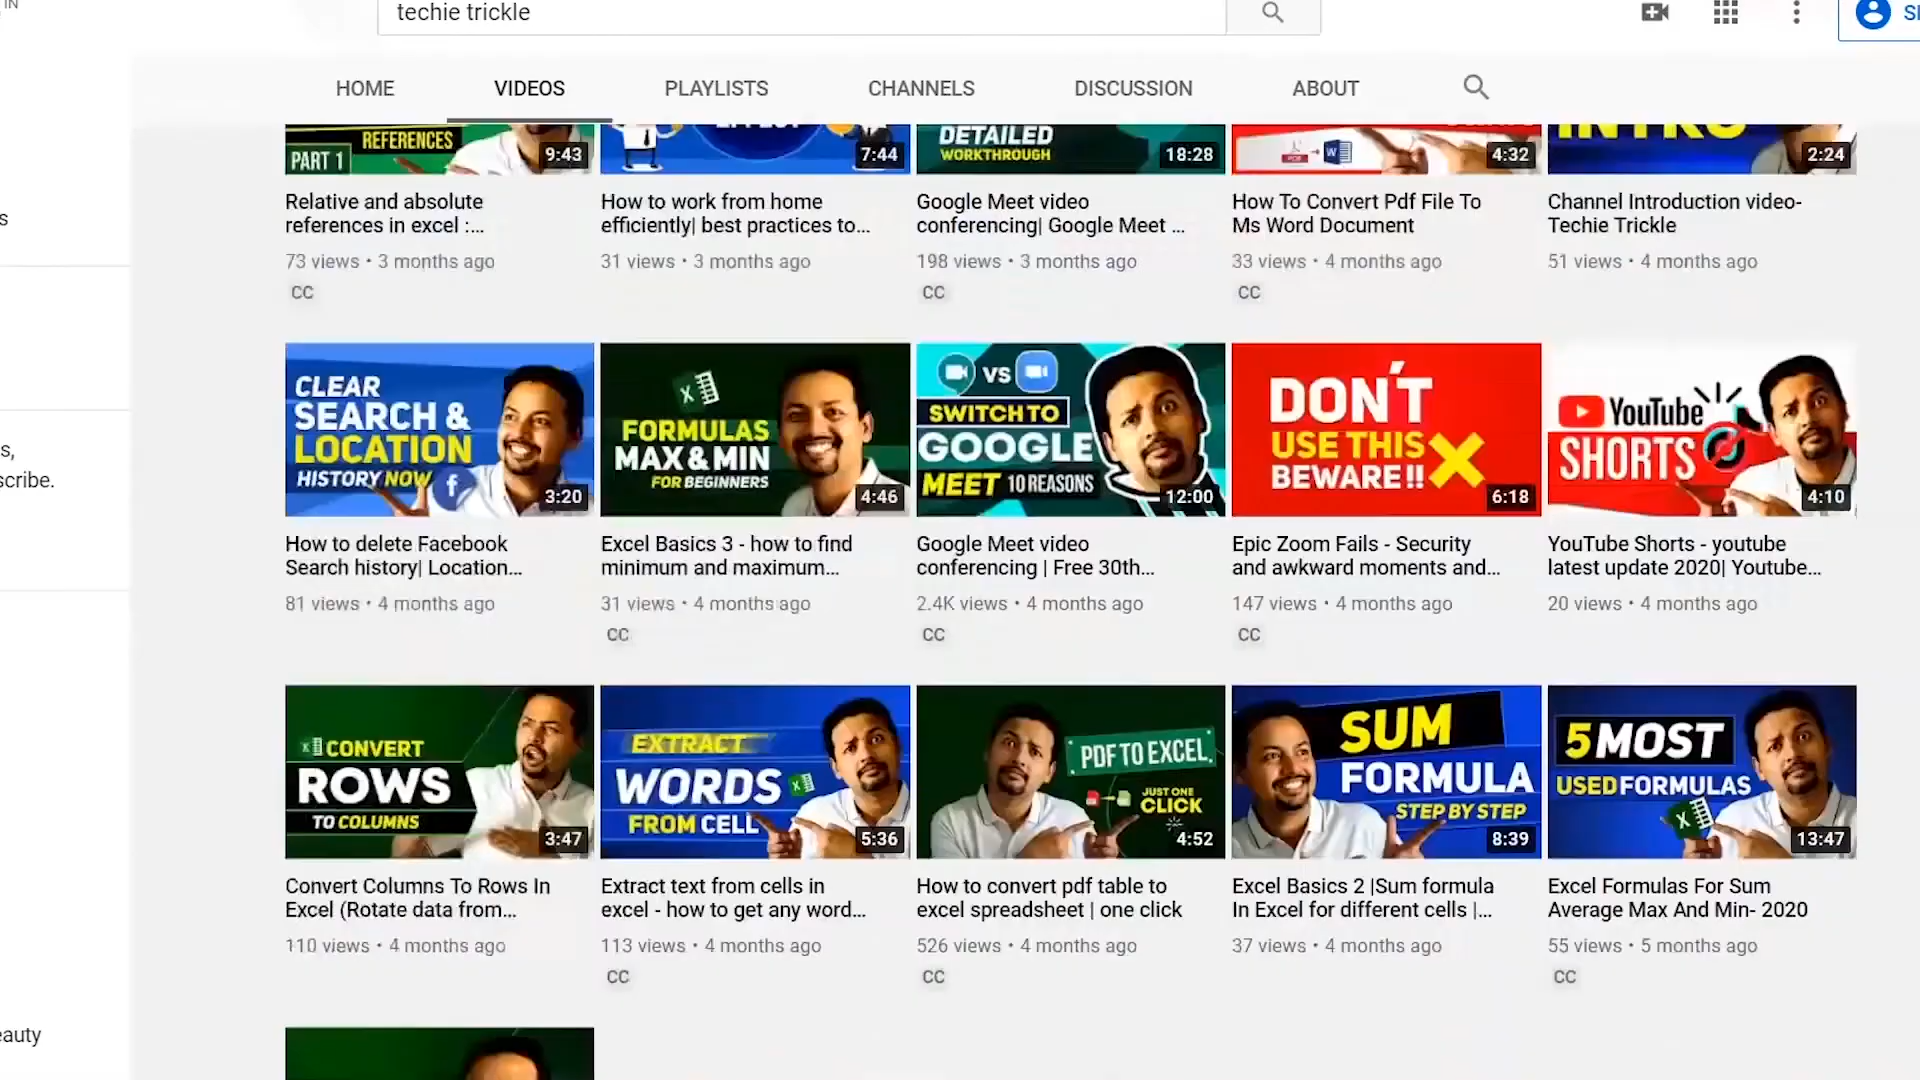 IN
techie trickle
HOME VIDEOS PLAYLISTS CHANNELS DISCUSSION ABOUT
REFERENCES
PART 1
9:43
7:44
DETAILED
WORKTHROUGH
18:28
4:32
INTRO
2:24
Relative and absolute
references in excel :...
73 views • 3 months ago
CC
How to work from home
efficiently| best practices to...
31 views • 3 months ago
Google Meet video
conferencing| Google Meet ...
198 views • 3 months ago
CC
How To Convert Pdf File To
Ms Word Document
33 views • 4 months ago
CC
Channel Introduction video-
Techie Trickle
51 views • 4 months ago
s
s,
scribe.
eauty
CLEAR
SEARCH &
LOCATION
HISTORY NOW
f
3:20
How to delete Facebook
Search history| Location...
81 views • 4 months ago
X
FORMULAS
MAX & MIN
FOR BEGINNERS
4:46
Excel Basics 3 - how to find
minimum and maximum...
31 views • 4 months ago
CC
VS
SWITCH TO
GOOGLE
MEET 10 REASONS
12:00
Google Meet video
conferencing | Free 30th...
2.4K views • 4 months ago
CC
DON'T
USE THIS
BEWARE !!
6:18
Epic Zoom Fails - Security
and awkward moments and...
147 views • 4 months ago
CC
YouTube
SHORTS
4:10
YouTube Shorts - youtube
latest update 2020| Youtube...
20 views • 4 months ago
X CONVERT
ROWS
TO COLUMNS
3:47
Convert Columns To Rows In
Excel (Rotate data from...
110 views • 4 months ago
EXTRACT
WORDS
FROM CELL
5:36
Extract text from cells in
excel - how to get any word...
113 views • 4 months ago
CC
PDF TO EXCEL.
JUST ONE
CLICK
4:52
How to convert pdf table to
excel spreadsheet | one click
526 views • 4 months ago
CC
SUM
FORMULA
STEP BY STEP
8:39
Excel Basics 2 |Sum formula
In Excel for different cells |...
37 views • 4 months ago
5 MOST
USED FORMULAS
X
13:47
Excel Formulas For Sum
Average Max And Min- 2020
55 views • 5 months ago
CC